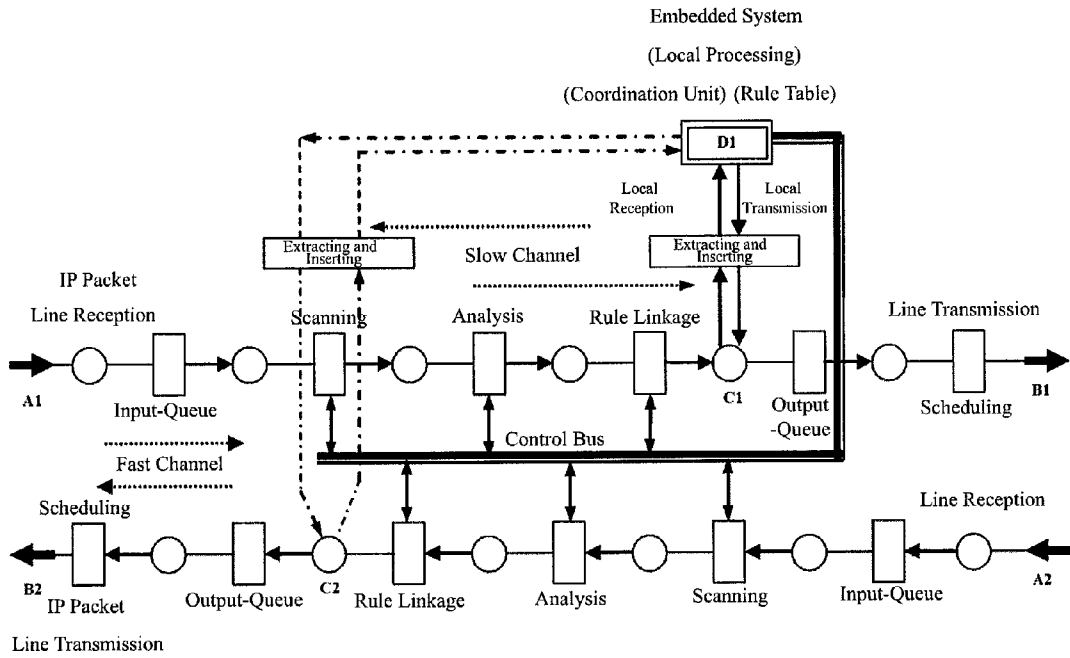 Embedded System
(Local Processing)
(Coordination Unit) (Rule Table)
D1
Local
Reception
Local
Transmission
Extracting and
Inserting
Slow Channel
Extracting and
Inserting
IP Packet
Line Reception
Scanning
Analysis
Rule Linkage
Line Transmission
A1
Input-Queue
C1
Output
-Queue
Scheduling
B1
Control Bus
Fast Channel
Scheduling
Line Reception
B2
IP Packet
Output-Queue
C2
Rule Linkage
Analysis
Scanning
Input-Queue
A2
Line Transmission